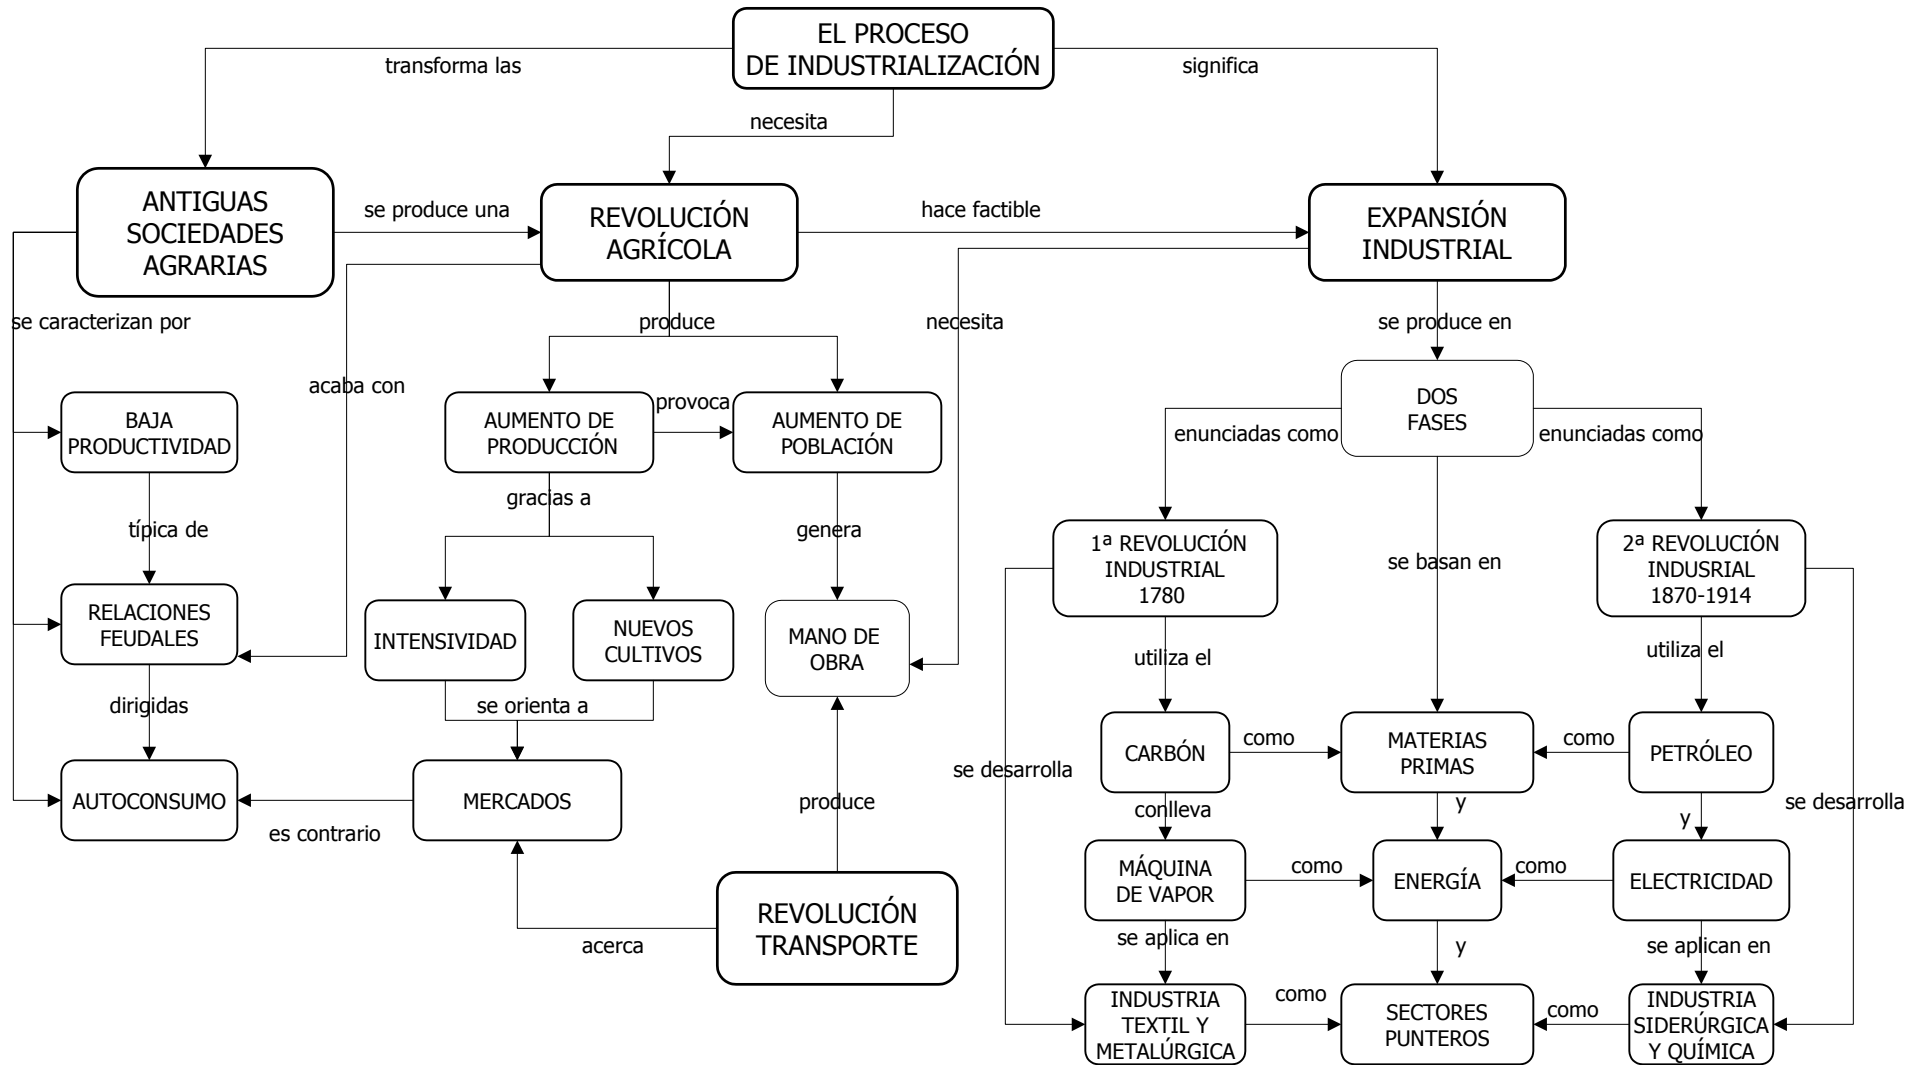 EL PROCESO
DE INDUSTRIALIZACIÓN
transforma las
significa
necesita
ANTIGUAS
SOCIEDADES
AGRARIAS
se produce una
REVOLUCIÓN
AGRÍCOLA
hace factible
EXPANSIÓN
INDUSTRIAL
se caracterizan por
produce
necesita
se produce en
acaba con
BAJA
PRODUCTIVIDAD
AUMENTO DE
PRODUCCIÓN
provoca
AUMENTO DE
POBLACIÓN
DOS
FASES
enunciadas como
enunciadas como
gracias a
típica de
genera
1ª REVOLUCIÓN
INDUSTRIAL
1780
se basan en
2ª REVOLUCIÓN
INDUSRIAL
1870-1914
RELACIONES
FEUDALES
INTENSIVIDAD
NUEVOS
CULTIVOS
MANO DE
OBRA
utiliza el
utiliza el
dirigidas
se orienta a
CARBÓN
como
MATERIAS
PRIMAS
como
PETRÓLEO
se desarrolla
AUTOCONSUMO
es contrario
MERCADOS
produce
conlleva
y
y
se desarrolla
MÁQUINA
DE VAPOR
como
ENERGÍA
como
ELECTRICIDAD
REVOLUCIÓN
TRANSPORTE
acerca
se aplica en
y
se aplican en
INDUSTRIA
TEXTIL Y
METALÚRGICA
como
SECTORES
PUNTEROS
como
INDUSTRIA
SIDERÚRGICA
Y QUÍMICA